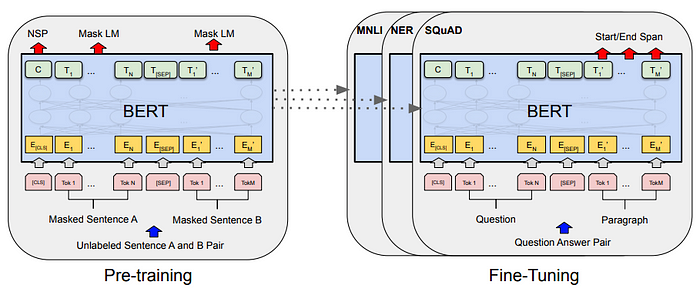 NSP Mask LM Mask LM
C T1 ... TN T[SEP] T1' ... TM'
BERT
E[CLS] E1 ... EN E[SEP] E1' ... EM'
[CLS] Tok 1 ... Tok N [SEP] Tok 1 ... TokM
Masked Sentence A Masked Sentence B
Unlabeled Sentence A and B Pair
Pre-training
MNLI NER SQuAD
Start/End Span
C T1 ... TN T[SEP] T1' ... TM'
BERT
E[CLS] E1 ... EN E[SEP] E1' ... EM'
[CLS] Tok 1 ... Tok N [SEP] Tok 1 ... TokM
Question Paragraph
Question Answer Pair
Fine-Tuning